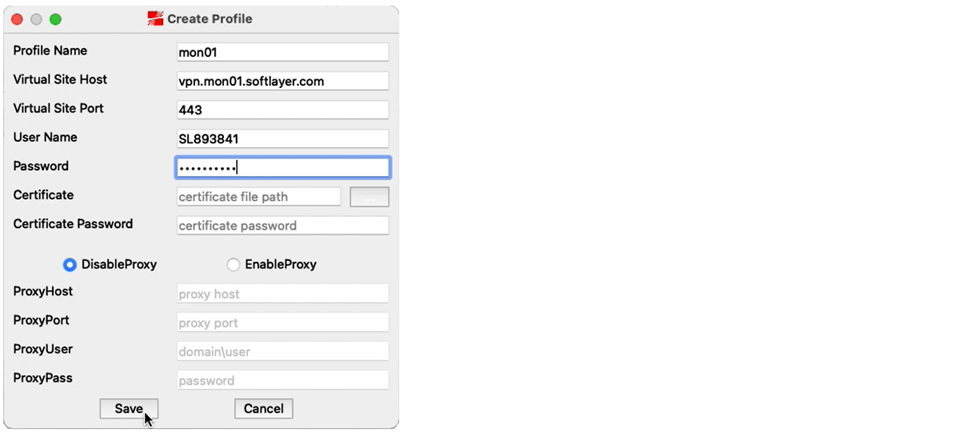 Create Profile
Profile Name mon01
Virtual Site Host vpn.mon01.softlayer.com
Virtual Site Port 443
User Name SL893841
Password ••••••••••
Certificate certificate file path ...
Certificate Password certificate password
DisableProxy EnableProxy
ProxyHost proxy host
ProxyPort proxy port
ProxyUser domain\user
ProxyPass password
Save Cancel